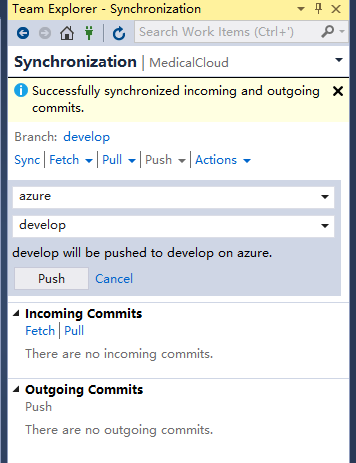 Team Explorer - Synchronization
Search Work Items (Ctrl+')
Synchronization | MedicalCloud
Successfully synchronized incoming and outgoing
commits.
Branch: develop
Sync | Fetch | Pull | Push | Actions
azure
develop
develop will be pushed to develop on azure.
Push Cancel
Incoming Commits
Fetch | Pull
There are no incoming commits.
Outgoing Commits
Push
There are no outgoing commits.